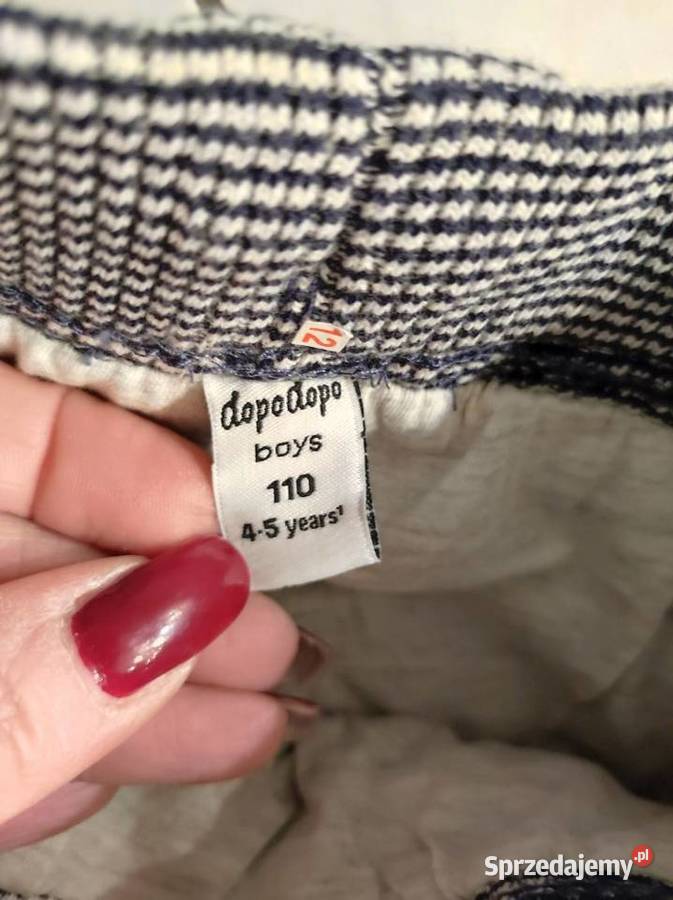 12
dopodopo
boys
110
4-5 years¹
Sprzedajemy.pl